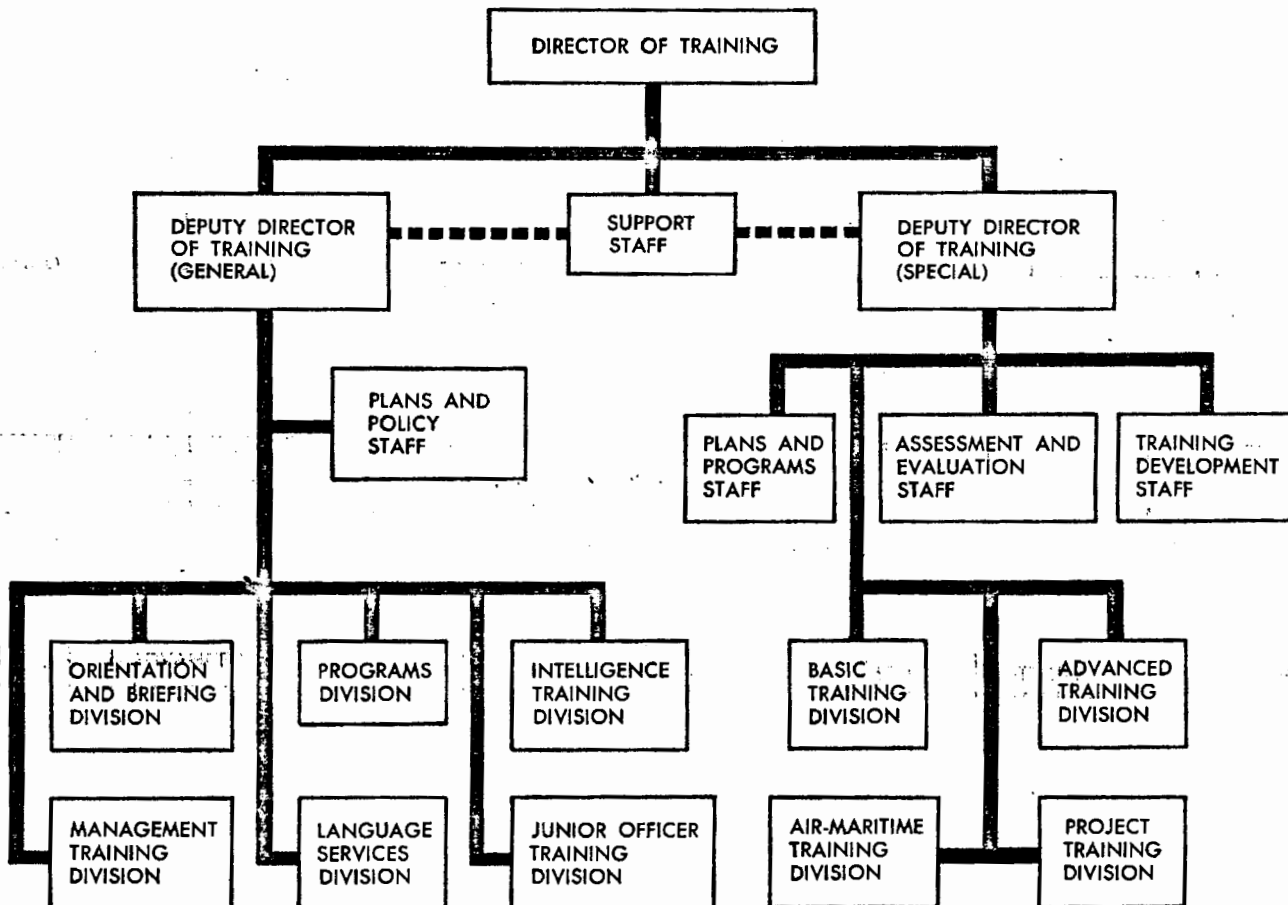 DIRECTOR OF TRAINING
DEPUTY DIRECTOR
OF TRAINING
(GENERAL)
SUPPORT
STAFF
DEPUTY DIRECTOR
OF TRAINING
(SPECIAL)
PLANS AND
POLICY
STAFF
PLANS AND
PROGRAMS
STAFF
ASSESSMENT AND
EVALUATION
STAFF
TRAINING
DEVELOPMENT
STAFF
ORIENTATION
AND BRIEFING
DIVISION
PROGRAMS
DIVISION
INTELLIGENCE
TRAINING
DIVISION
BASIC
TRAINING
DIVISION
ADVANCED
TRAINING
DIVISION
MANAGEMENT
TRAINING
DIVISION
LANGUAGE
SERVICES
DIVISION
JUNIOR OFFICER
TRAINING
DIVISION
AIR-MARITIME
TRAINING
DIVISION
PROJECT
TRAINING
DIVISION